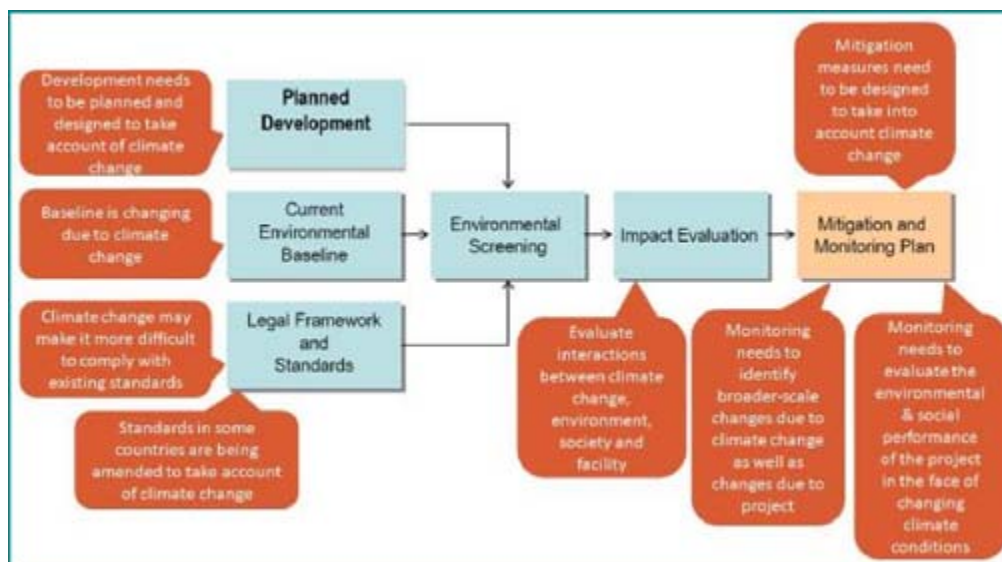 Development needs
to be planned and
designed to take
account of climate
change
Planned
Development
Mitigation
measures need
to be designed
to take into
account climate
change
Baseline is changing
due to climate
change
Current
Environmental
Baseline
Environmental
Screening
Impact Evaluation
Mitigation and
Monitoring Plan
Climate change may
make it more difficult
to comply with
existing standards
Legal Framework
and
Standards
Standards in some
countries are being
amended to take account
of climate change
Evaluate
interactions
between climate
change,
environment,
society and
facility
Monitoring
needs to
identify
broader-scale
changes due to
climate change
as well as
changes due to
project
Monitoring
needs to
evaluate the
environmental
& social
performance
of the project
in the face of
changing
climate
conditions